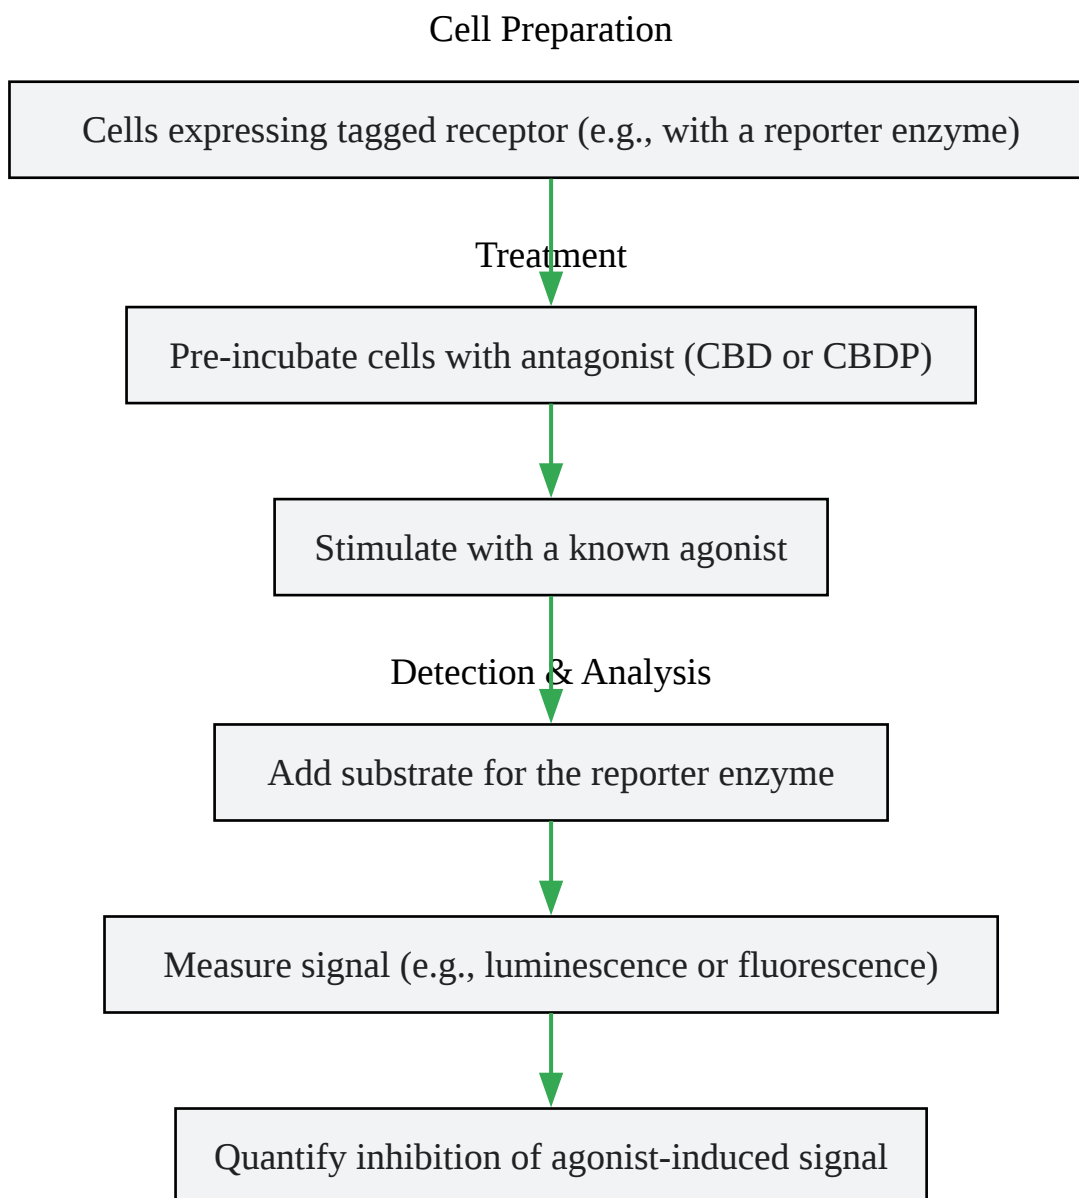 Cell Preparation
Cells expressing tagged receptor (e.g., with a reporter enzyme)
Treatment
Pre-incubate cells with antagonist (CBD or CBDP)
Stimulate with a known agonist
Detection & Analysis
Add substrate for the reporter enzyme
Measure signal (e.g., luminescence or fluorescence)
Quantify inhibition of agonist-induced signal